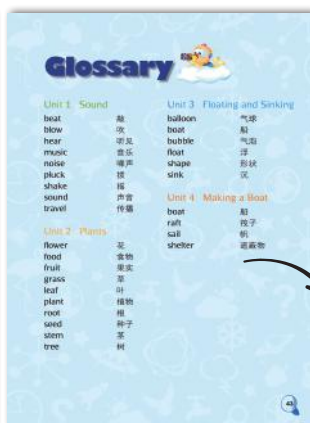 Glossary
Unit 1 Sound
beat 敲
blow 吹
hear 听见
music 音乐
noise 噪声
pluck 拨
shake 摇
sound 声音
travel 传播
Unit 2 Plants
flower 花
food 食物
fruit 果实
grass 草
leaf 叶
plant 植物
root 根
seed 种子
stem 茎
tree 树
Unit 3 Floating and Sinking
balloon 气球
boat 船
bubble 气泡
float 浮
shape 形状
sink 沉
Unit 4 Making a Boat
boat 船
raft 筏子
sail 帆
shelter 遮蔽物
43